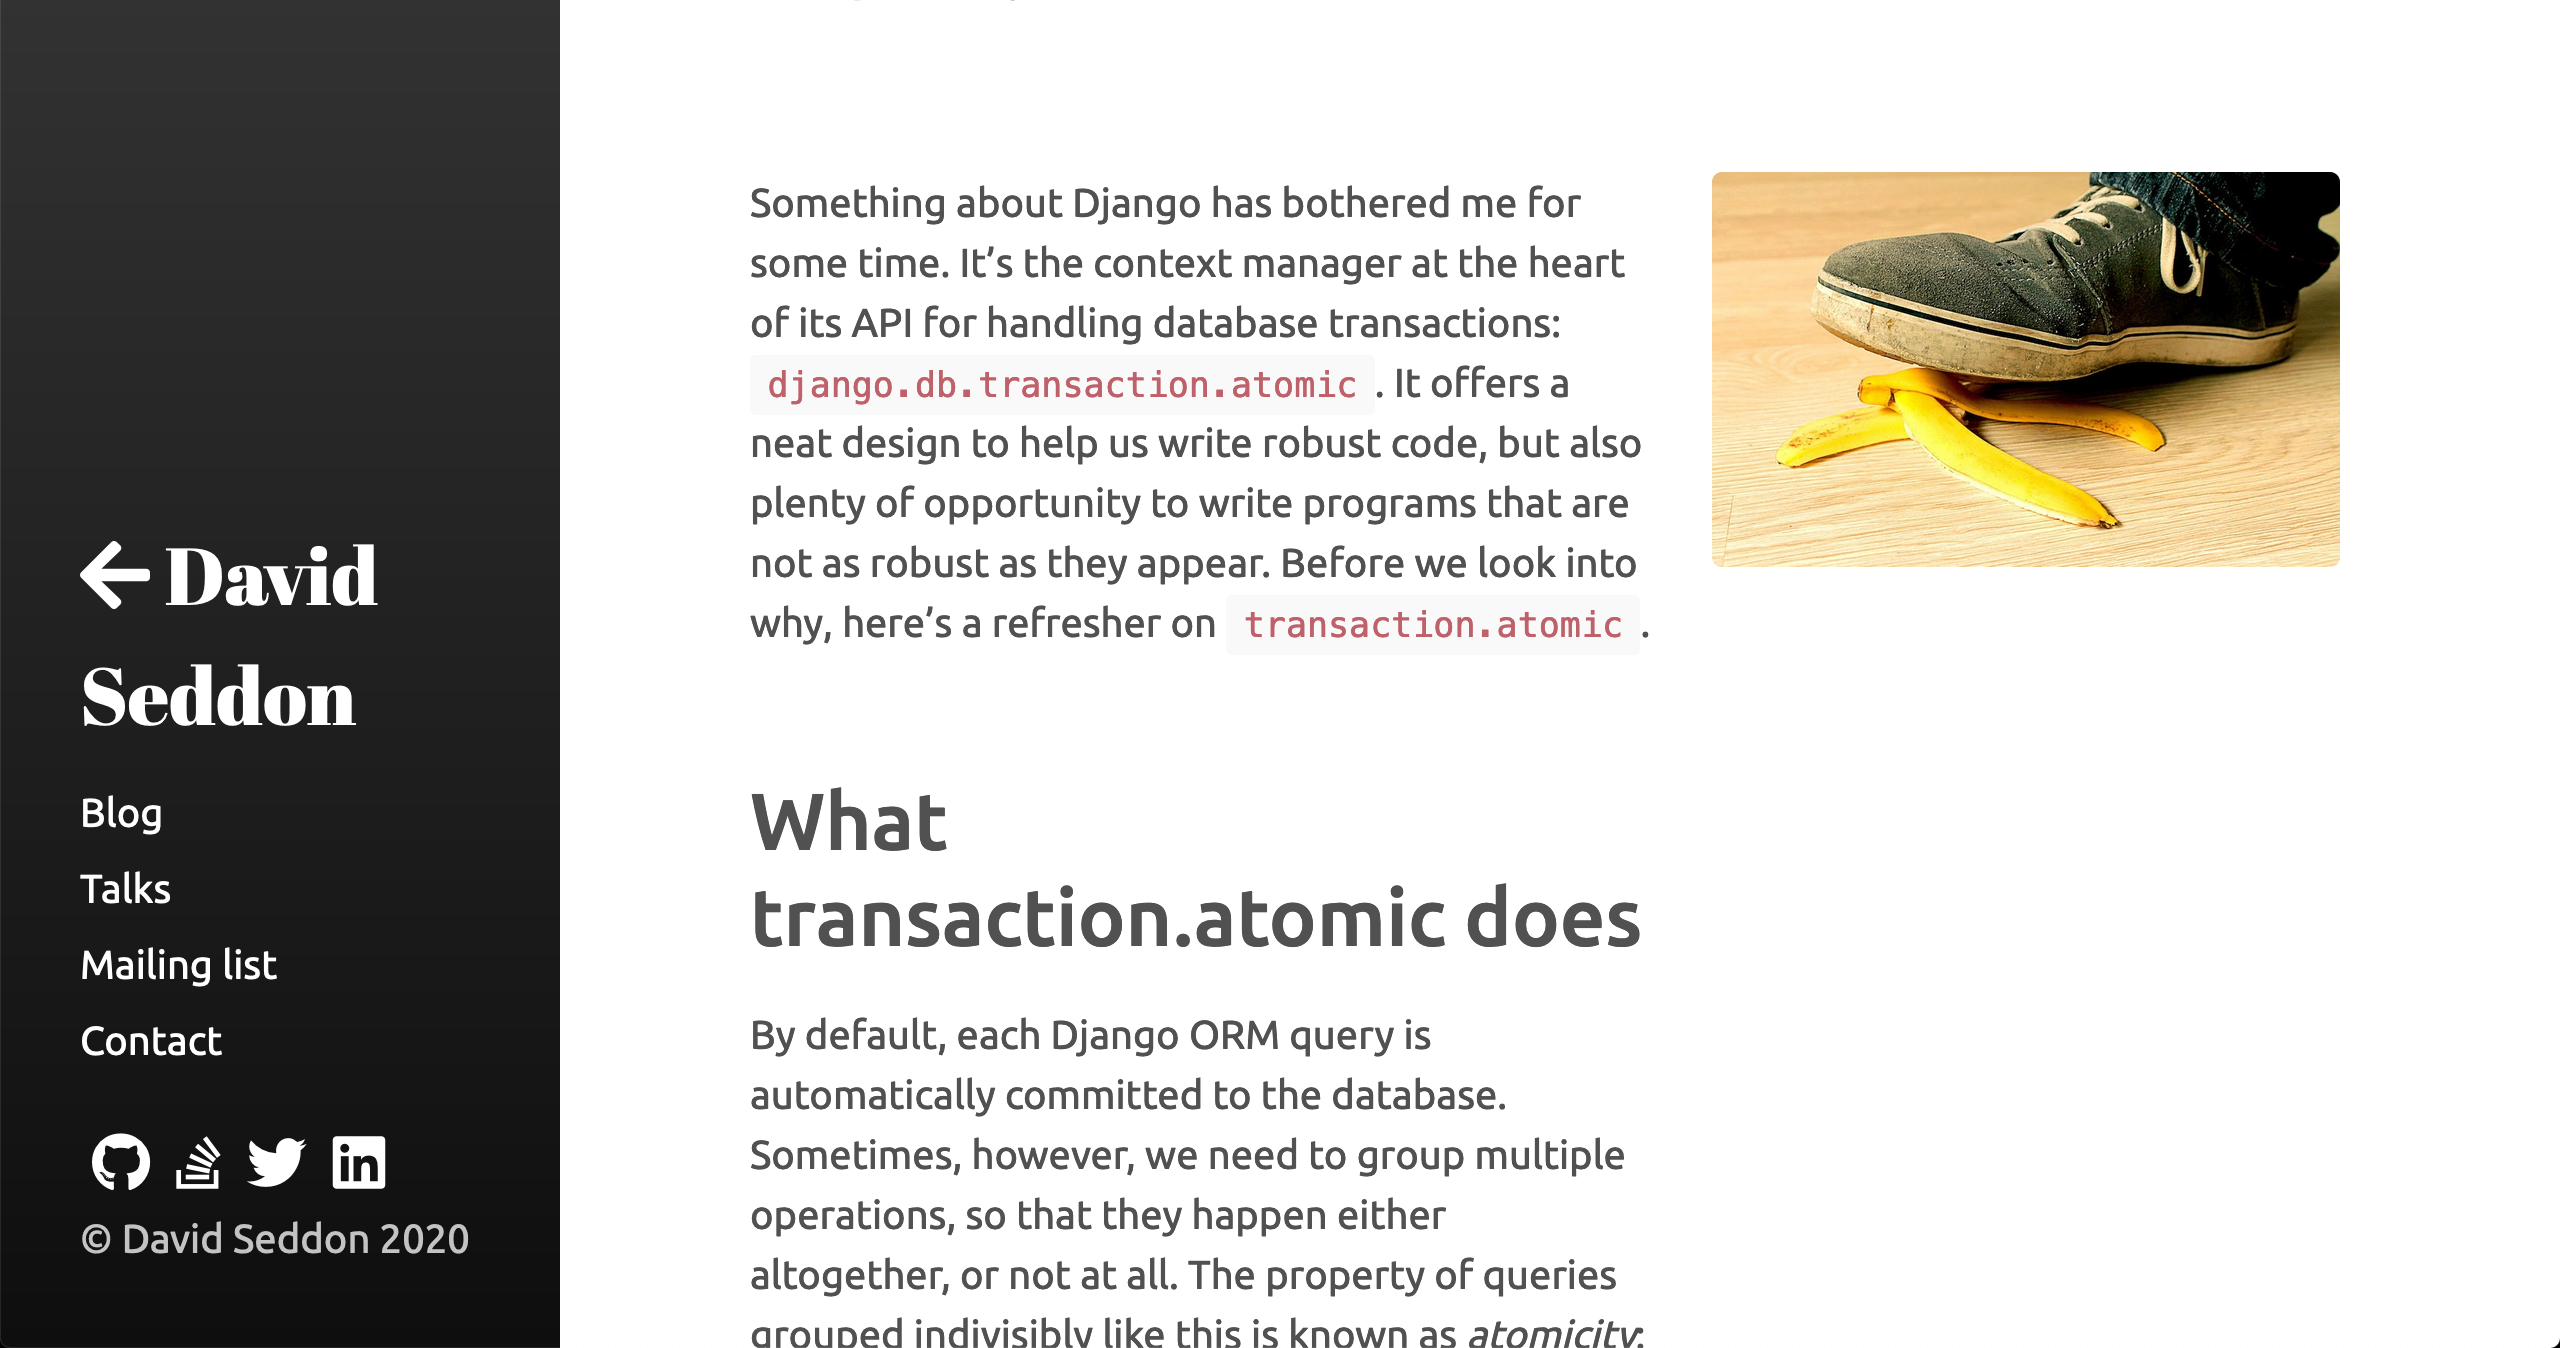 David
Seddon
Blog
Talks
Mailing list
Contact
© David Seddon 2020
Something about Django has bothered me for
some time. It’s the context manager at the heart
of its API for handling database transactions:
django.db.transaction.atomic. It offers a
neat design to help us write robust code, but also
plenty of opportunity to write programs that are
not as robust as they appear. Before we look into
why, here’s a refresher on transaction.atomic.
What
transaction.atomic does
By default, each Django ORM query is
automatically committed to the database.
Sometimes, however, we need to group multiple
operations, so that they happen either
altogether, or not at all. The property of queries
grouped indivisibly like this is known as atomicity: